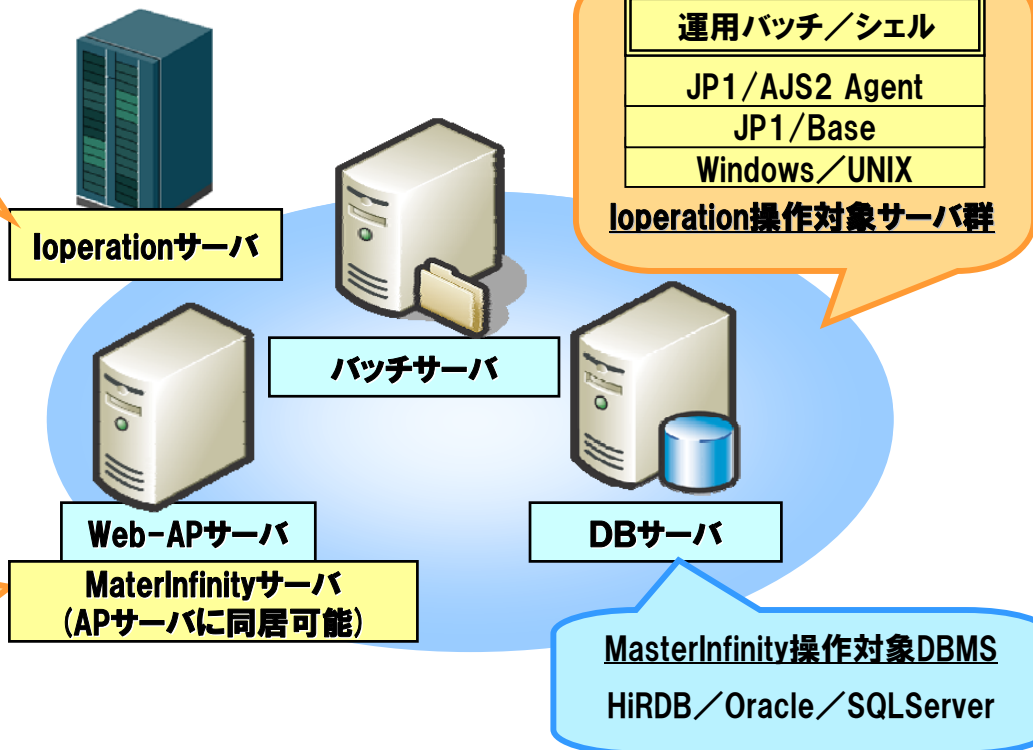 運用バッチ／シェル
JP1/AJS2 Agent
JP1/Base
Windows／UNIX
Ioperation操作対象サーバ群
Ioperationサーバ
バッチサーバ
Web-APサーバ
MaterInfinityサーバ
(APサーバに同居可能)
DBサーバ
MasterInfinity操作対象DBMS
HiRDB／Oracle／SQLServer